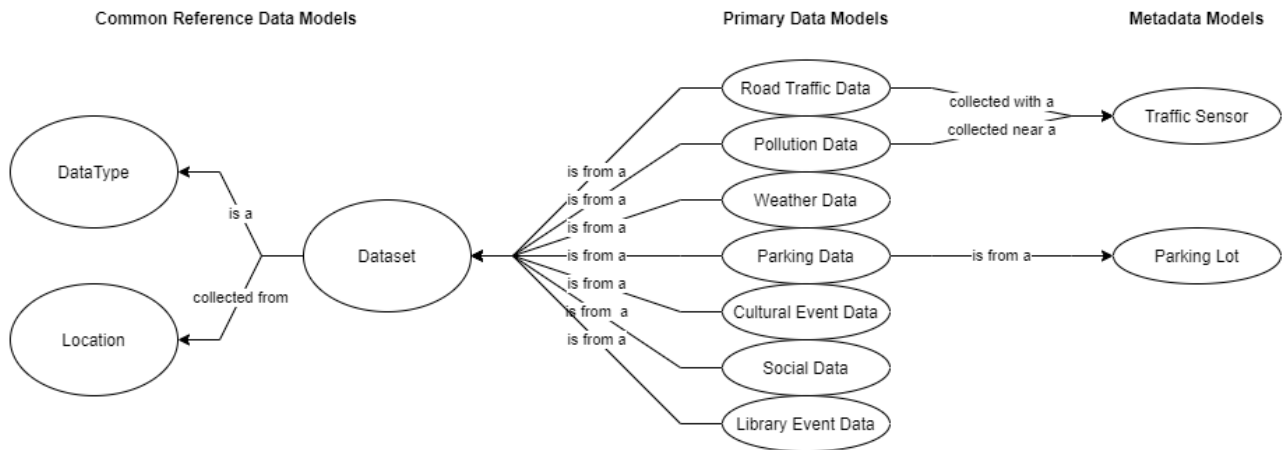 Common Reference Data Models
Primary Data Models
Metadata Models
Road Traffic Data
collected with a
Traffic Sensor
collected near a
Pollution Data
DataType
is from a
is from a
Weather Data
is a
is from a
Dataset
is from a
Parking Data
is from a
Parking Lot
is from a
collected from
is from  a
Cultural Event Data
Location
is from a
Social Data
Library Event Data